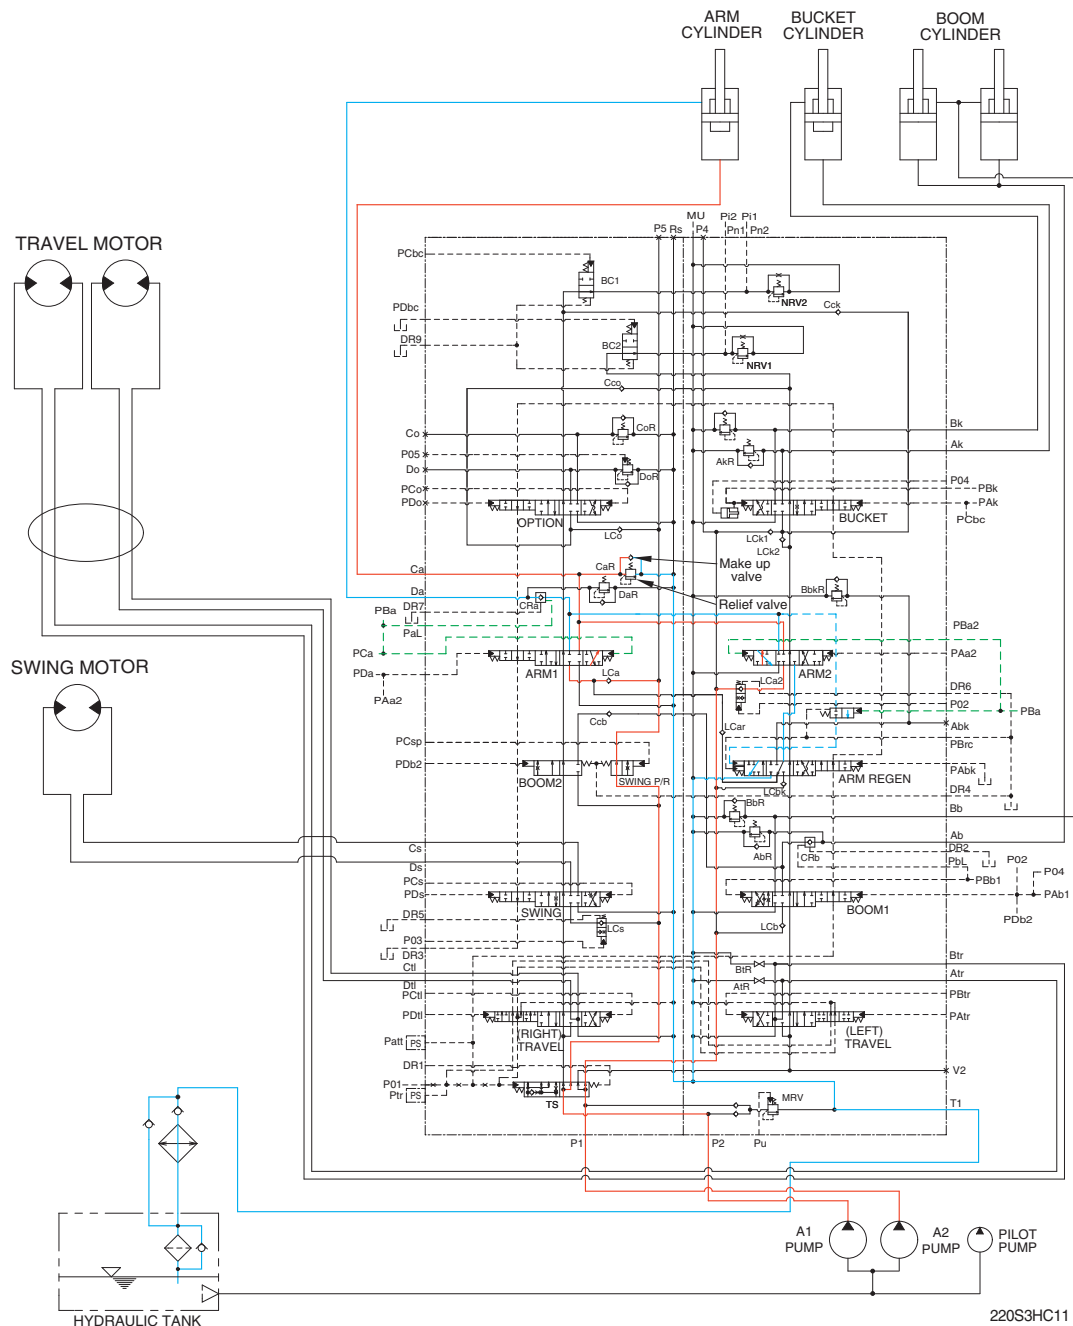 ARM
CYLINDER
BUCKET
CYLINDER
BOOM
CYLINDER
TRAVEL MOTOR
SWING MOTOR
P5 Rs
MU
P4
Pi2 Pi1
Pn1 Pn2
PCbc
BC1
NRV2
Cck
PDbc
DR9
BC2
NRV1
Cco
Co
CoR
Bk
Ak
AkR
P05
Do
DoR
PCo
PDo
OPTION
LCo
P04
PBk
PAk
PCbc
BUCKET
LCk1
LCk2
Ca
CaR
Make up
valve
Da
DaR
Relief valve
BbkR
CRa
PBa
DR7
PaL
PCa
PDa
PAa2
ARM1
LCa
PBa2
PAa2
ARM2
LCa2
DR6
P02
PBa
Abk
LCar
Ccb
PCsp
PDb2
BOOM2
SWING P/R
PBrc
PAbk
ARM REGEN
LCbk
DR4
Bb
BbR
AbR
CRb
Ab
DR2
PbL
P02
P04
PBb1
PAb1
PDb2
BOOM1
LCb
Cs
Ds
PCs
PDs
SWING
DR5
LCs
P03
DR3
Ctl
Dtl
PCtl
PDtl
(RIGHT)
TRAVEL
BtR
AtR
Btr
Atr
PBtr
PAtr
(LEFT)
TRAVEL
Patt PS
DR1
P01
Ptr PS
TS
V2
MRV
T1
P1
P2
Pu
A1
PUMP
A2
PUMP
PILOT
PUMP
HYDRAULIC TANK
220S3HC11